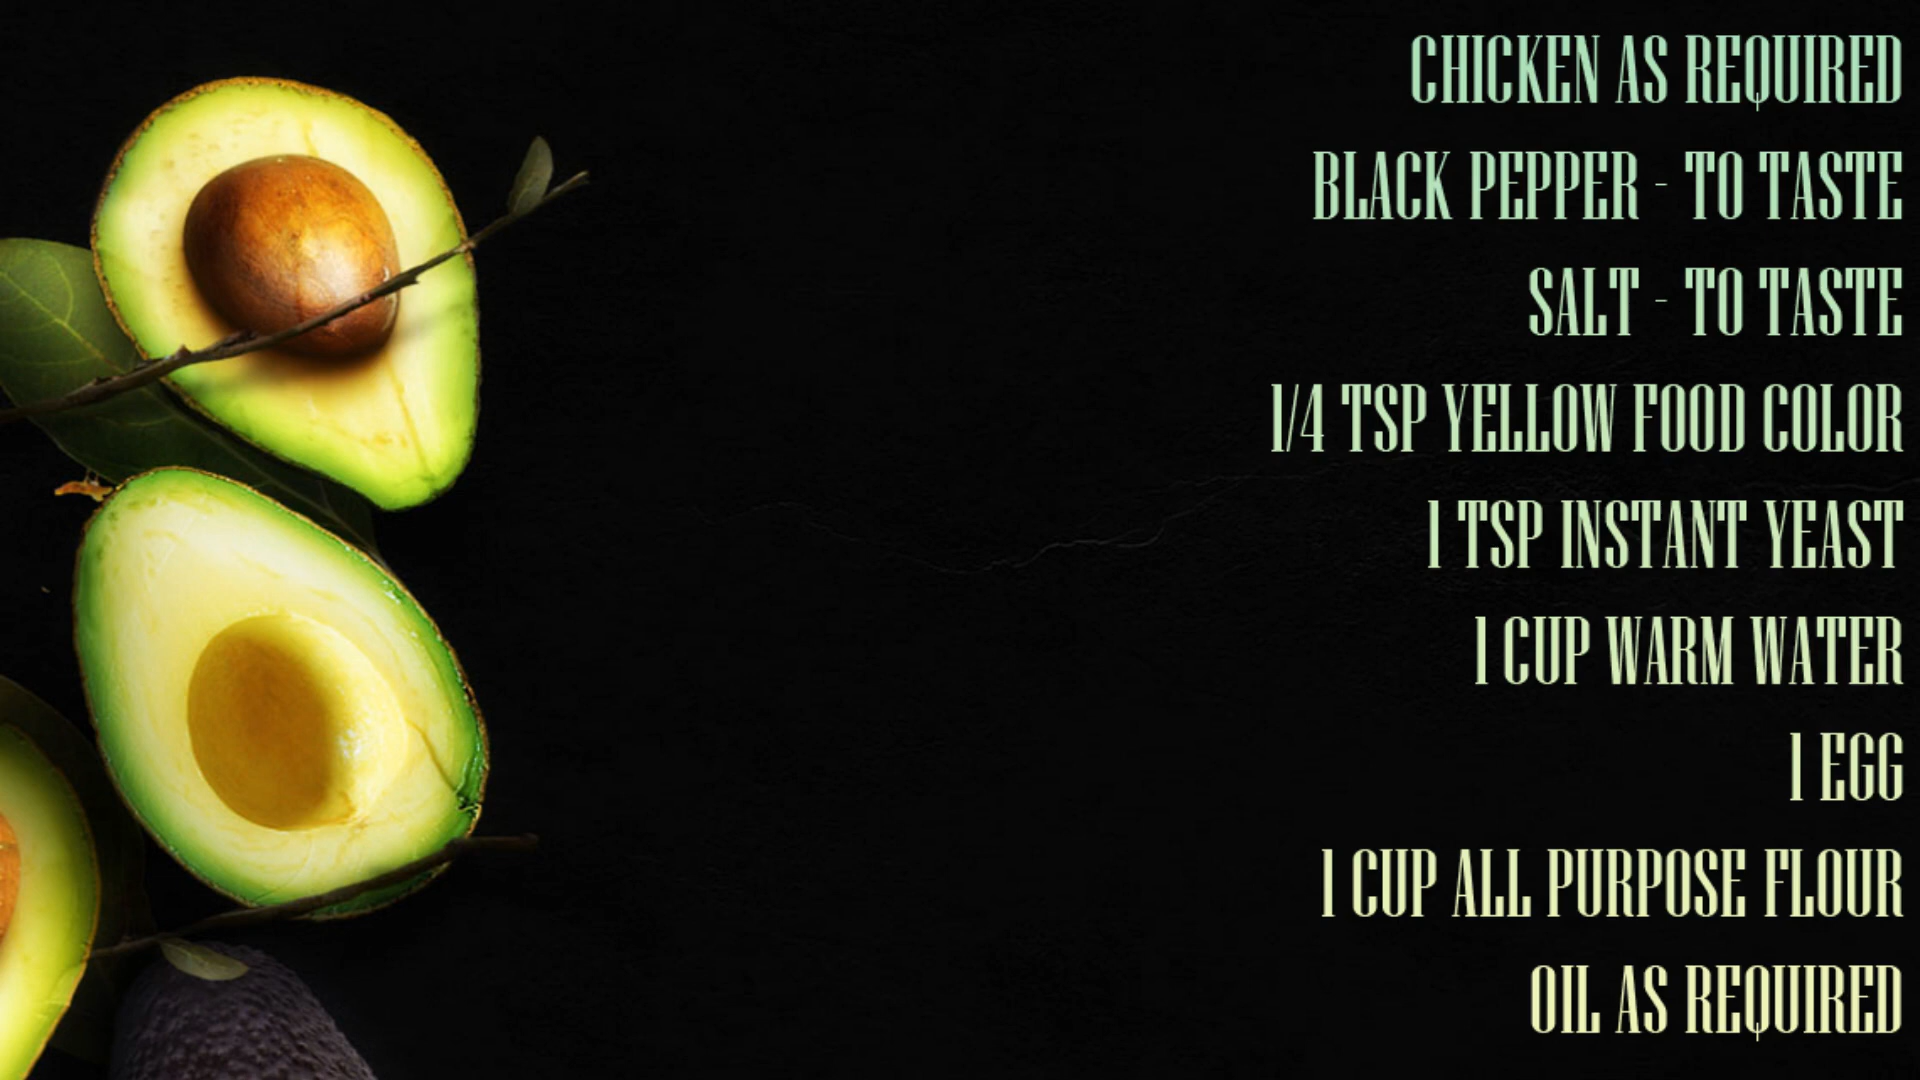 CHICKEN AS REQUIRED
BLACK PEPPER - TO TASTE
SALT - TO TASTE
1/4 TSP YELLOW FOOD COLOR
1 TSP INSTANT YEAST
1 CUP WARM WATER
1 EGG
1 CUP ALL PURPOSE FLOUR
OIL AS REQUIRED